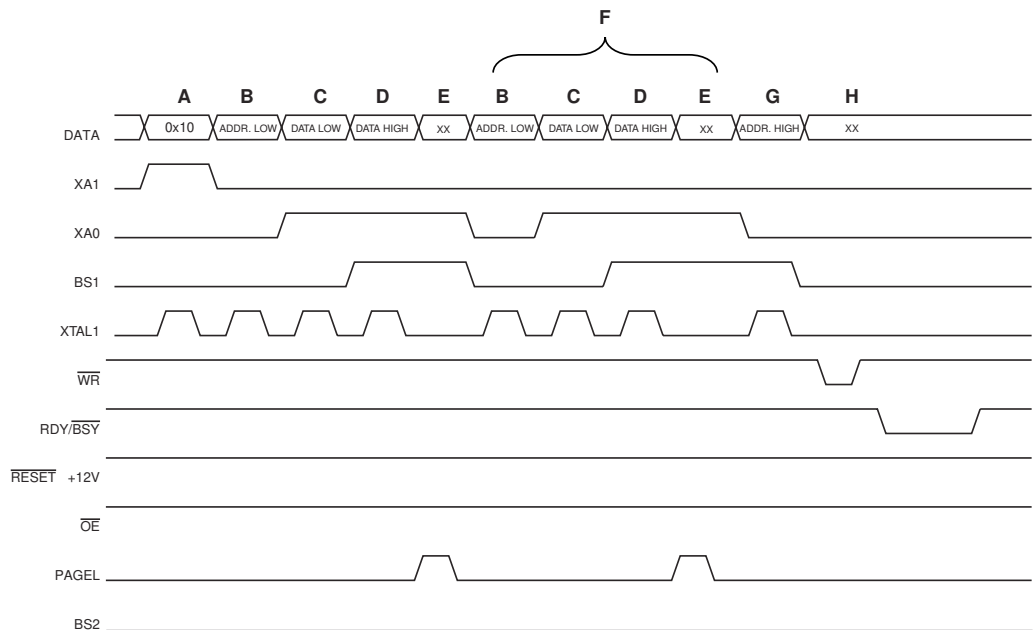 F
A B C D E B C D E G H
DATA 0x10 ADDR. LOW DATA LOW DATA HIGH XX ADDR. LOW DATA LOW DATA HIGH XX ADDR. HIGH XX
XA1
XA0
BS1
XTAL1
WR
RDY/BSY
RESET +12V
OE
PAGEL
BS2